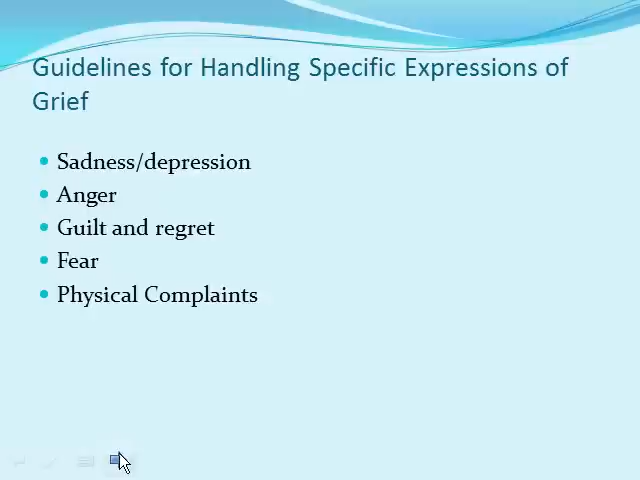 Guidelines for Handling Specific Expressions of
Grief
Sadness/depression
Anger
Guilt and regret
Fear
Physical Complaints